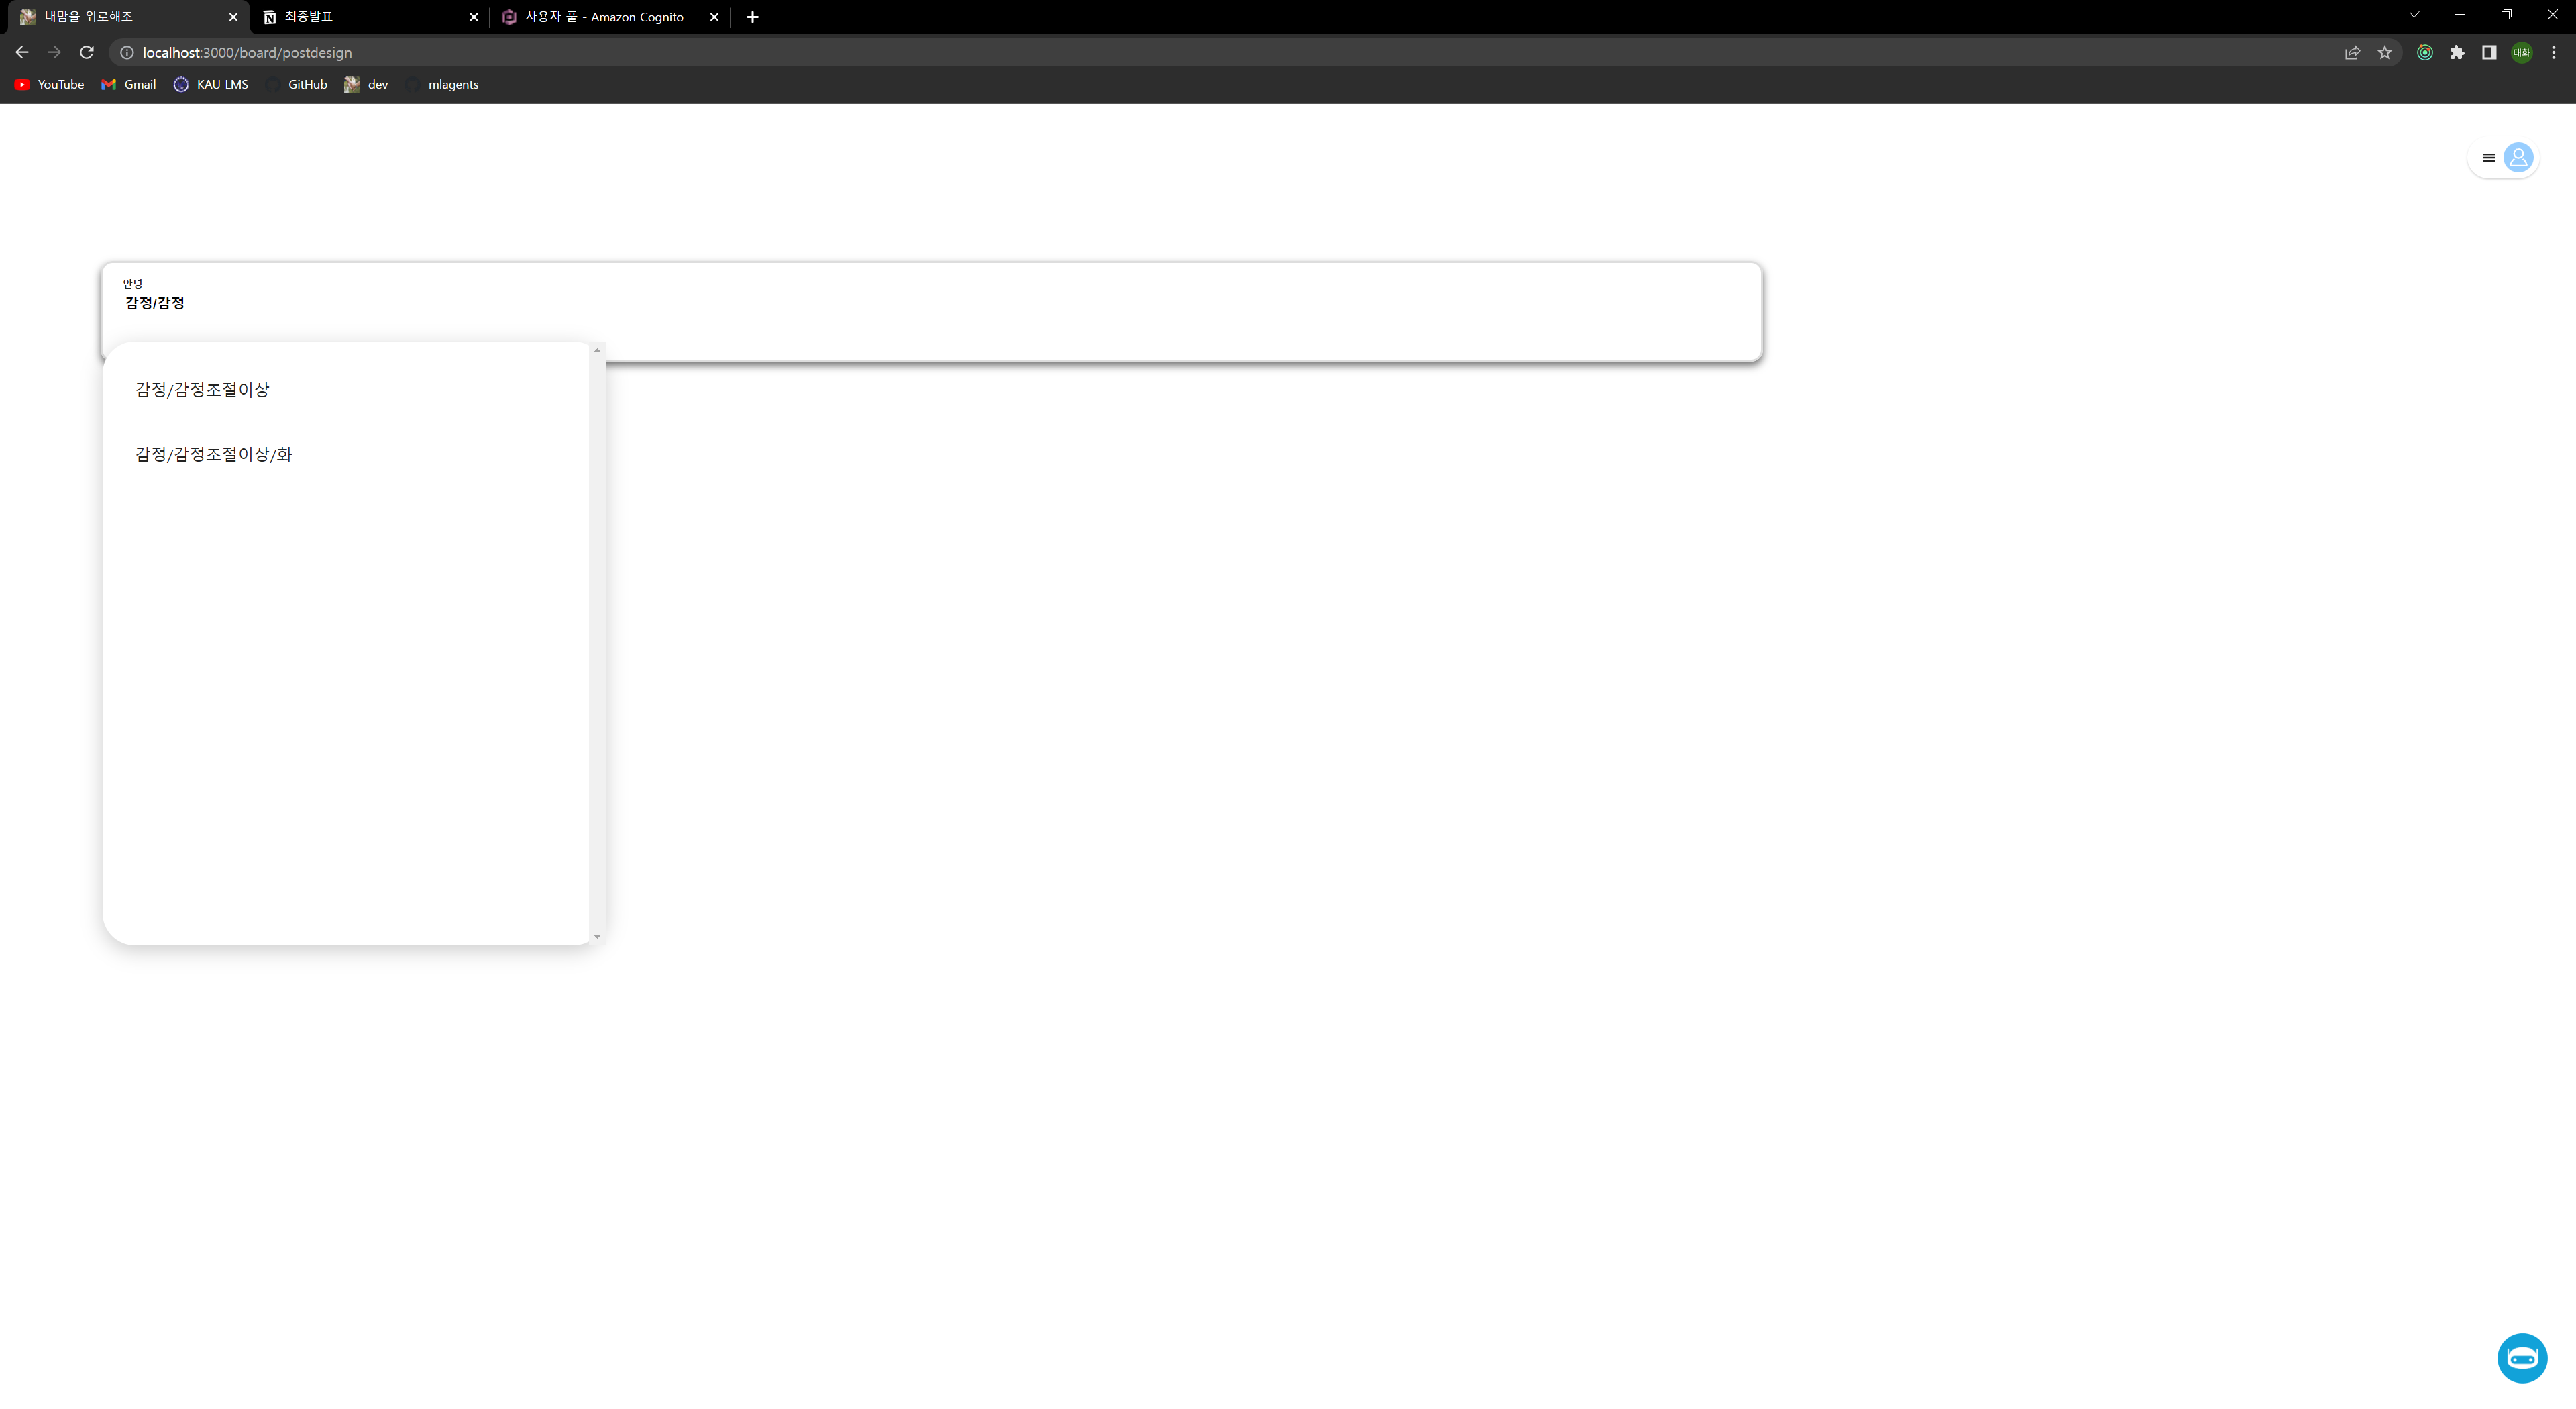 내맘을 위로해조
최종발표
사용자 풀 - Amazon Cognito
localhost:3000/board/postdesign
대화
YouTube
Gmail
KAU LMS
GitHub
dev
mlagents
안녕
감정/감정
감정/감정조절이상
감정/감정조절이상/화